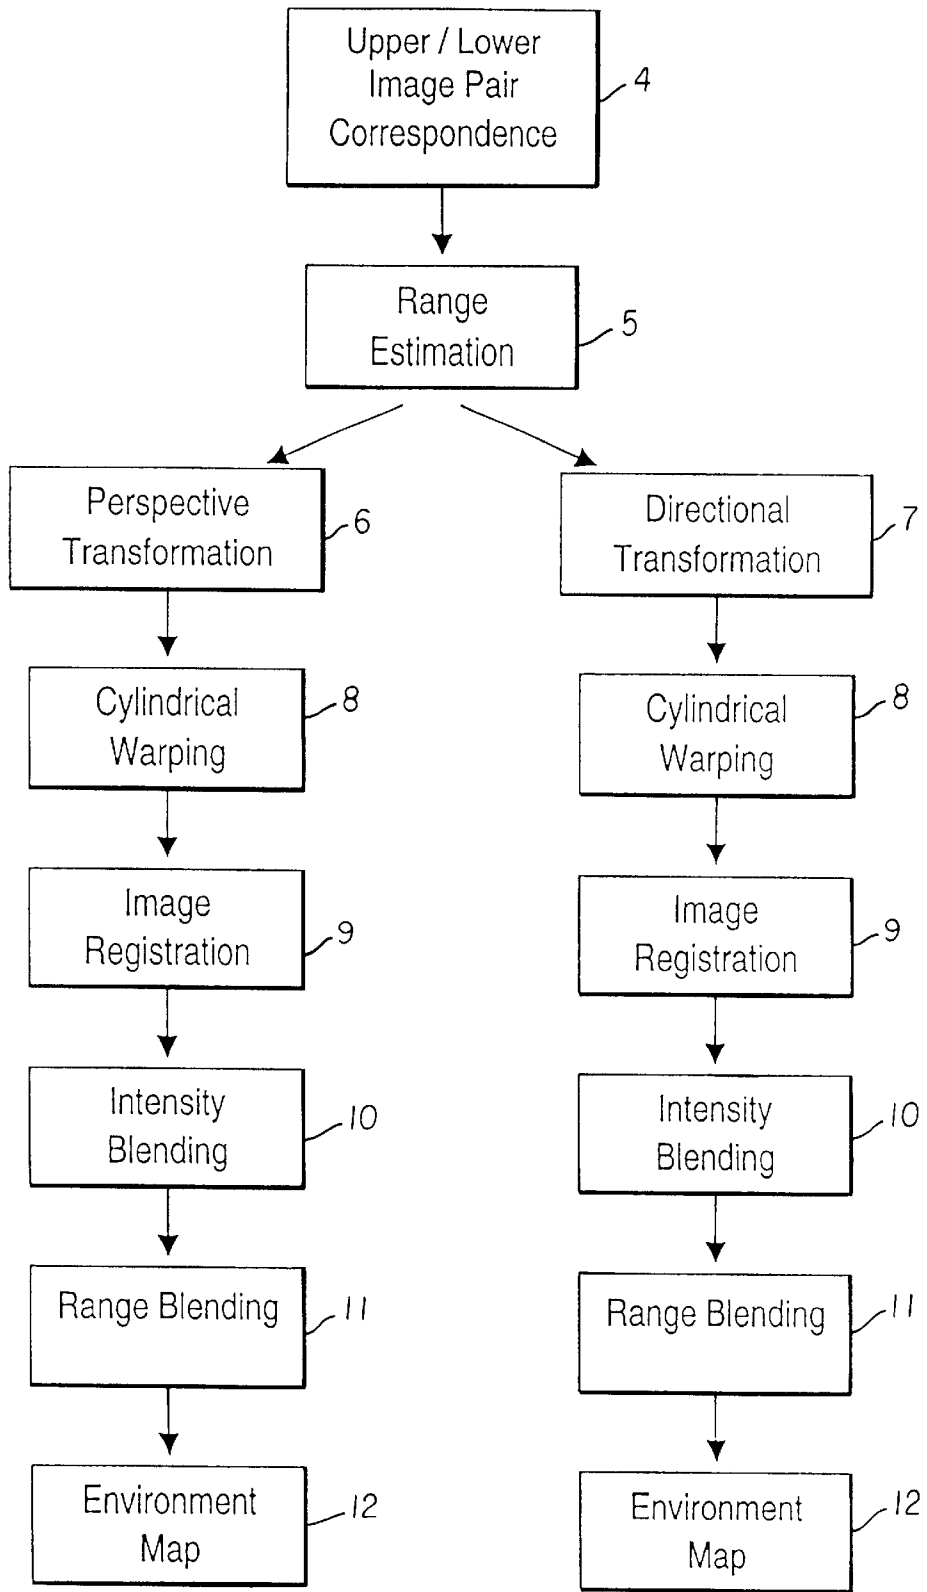 Upper / Lower
Image Pair
Correspondence
4
Range
Estimation
5
Perspective
Transformation
6
Directional
Transformation
7
Cylindrical
Warping
8
Cylindrical
Warping
8
Image
Registration
9
Image
Registration
9
Intensity
Blending
10
Intensity
Blending
10
Range Blending
11
Range Blending
11
Environment
Map
12
Environment
Map
12